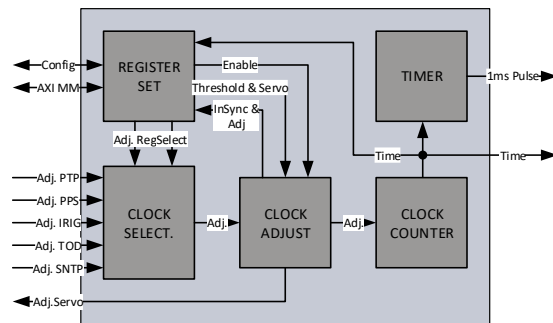 Config
AXI MM
REGISTER
SET
Enable
Threshold & Servo
InSync &
Adj
TIMER
1ms Pulse
Adj. RegSelect
Time
Time
Adj. PTP
Adj. PPS
Adj. IRIG
Adj. TOD
Adj. SNTP
CLOCK
SELECT.
Adj.
CLOCK
ADJUST
Adj.
CLOCK
COUNTER
Adj.Servo